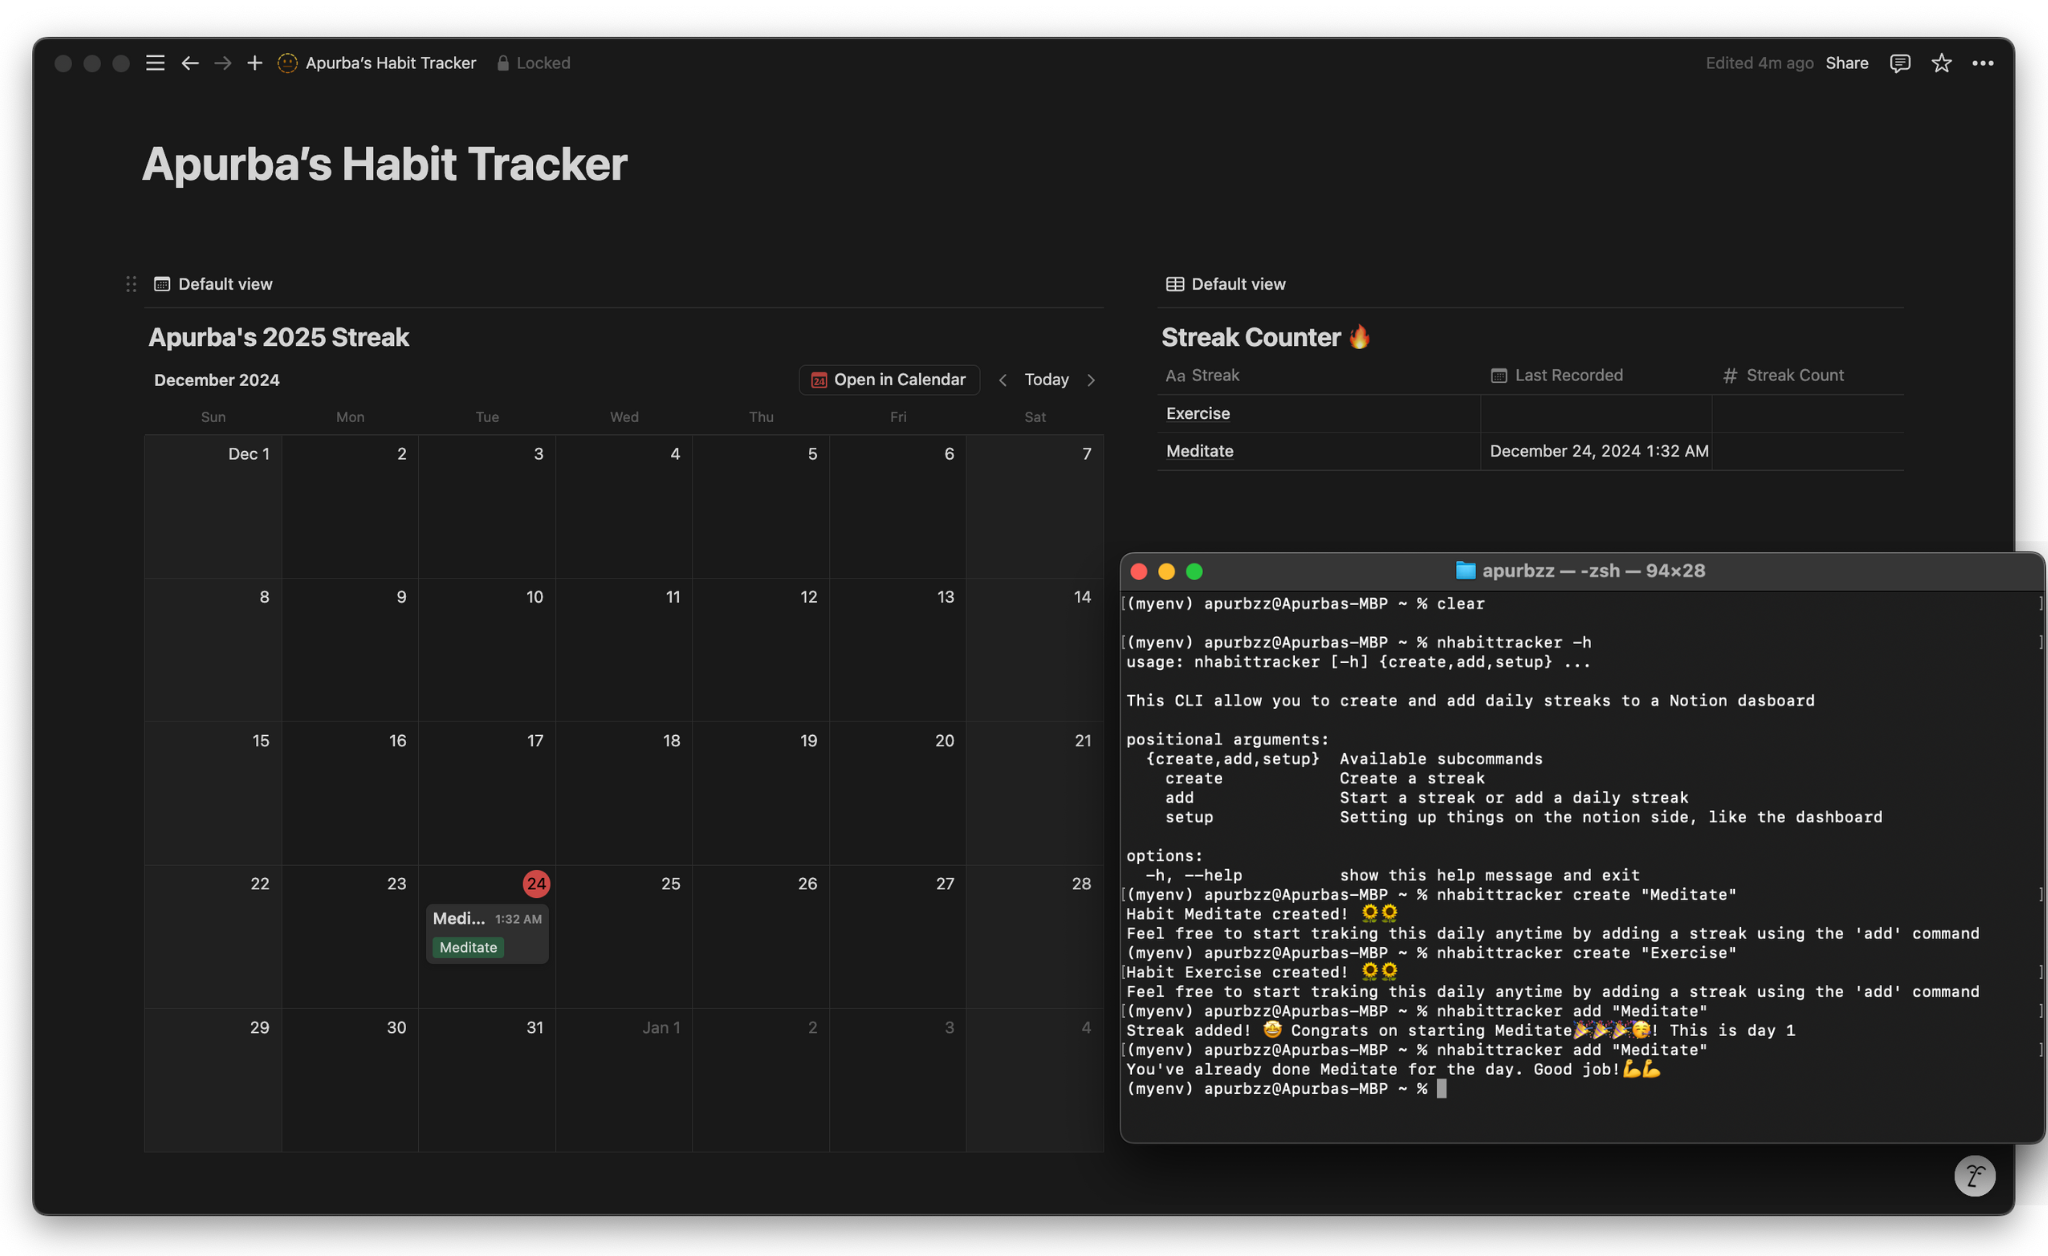 Apurba’s Habit Tracker Locked Edited 4m ago Share
Apurba’s Habit Tracker
Default view
Apurba's 2025 Streak
December 2024 24 Open in Calendar Today
Sun Mon Tue Wed Thu Fri Sat
Dec 1 2 3 4 5 6 7
8 9 10 11 12 13 14
15 16 17 18 19 20 21
22 23 24 25 26 27 28
Medi... 1:32 AM
Meditate
29 30 31 Jan 1 2 3 4
Default view
Streak Counter 🔥
Aa Streak Last Recorded # Streak Count
Exercise
Meditate December 24, 2024 1:32 AM
apurbzz — -zsh — 94×28
[(myenv) apurbzz@Apurbas-MBP ~ % clear ]
[(myenv) apurbzz@Apurbas-MBP ~ % nhabittracker -h ]
usage: nhabittracker [-h] {create,add,setup} ...
This CLI allow you to create and add daily streaks to a Notion dasboard
positional arguments:
{create,add,setup} Available subcommands
create Create a streak
add Start a streak or add a daily streak
setup Setting up things on the notion side, like the dashboard
options:
-h, --help show this help message and exit
[(myenv) apurbzz@Apurbas-MBP ~ % nhabittracker create "Meditate" ]
Habit Meditate created! 🌻🌻
Feel free to start traking this daily anytime by adding a streak using the 'add' command
(myenv) apurbzz@Apurbas-MBP ~ % nhabittracker create "Exercise"
[Habit Exercise created! 🌻🌻 ]
Feel free to start traking this daily anytime by adding a streak using the 'add' command
[(myenv) apurbzz@Apurbas-MBP ~ % nhabittracker add "Meditate" ]
Streak added! 🤩 Congrats on starting Meditate🎉🎉🎉🥳! This is day 1
[(myenv) apurbzz@Apurbas-MBP ~ % nhabittracker add "Meditate" ]
You've already done Meditate for the day. Good job!💪💪
(myenv) apurbzz@Apurbas-MBP ~ %